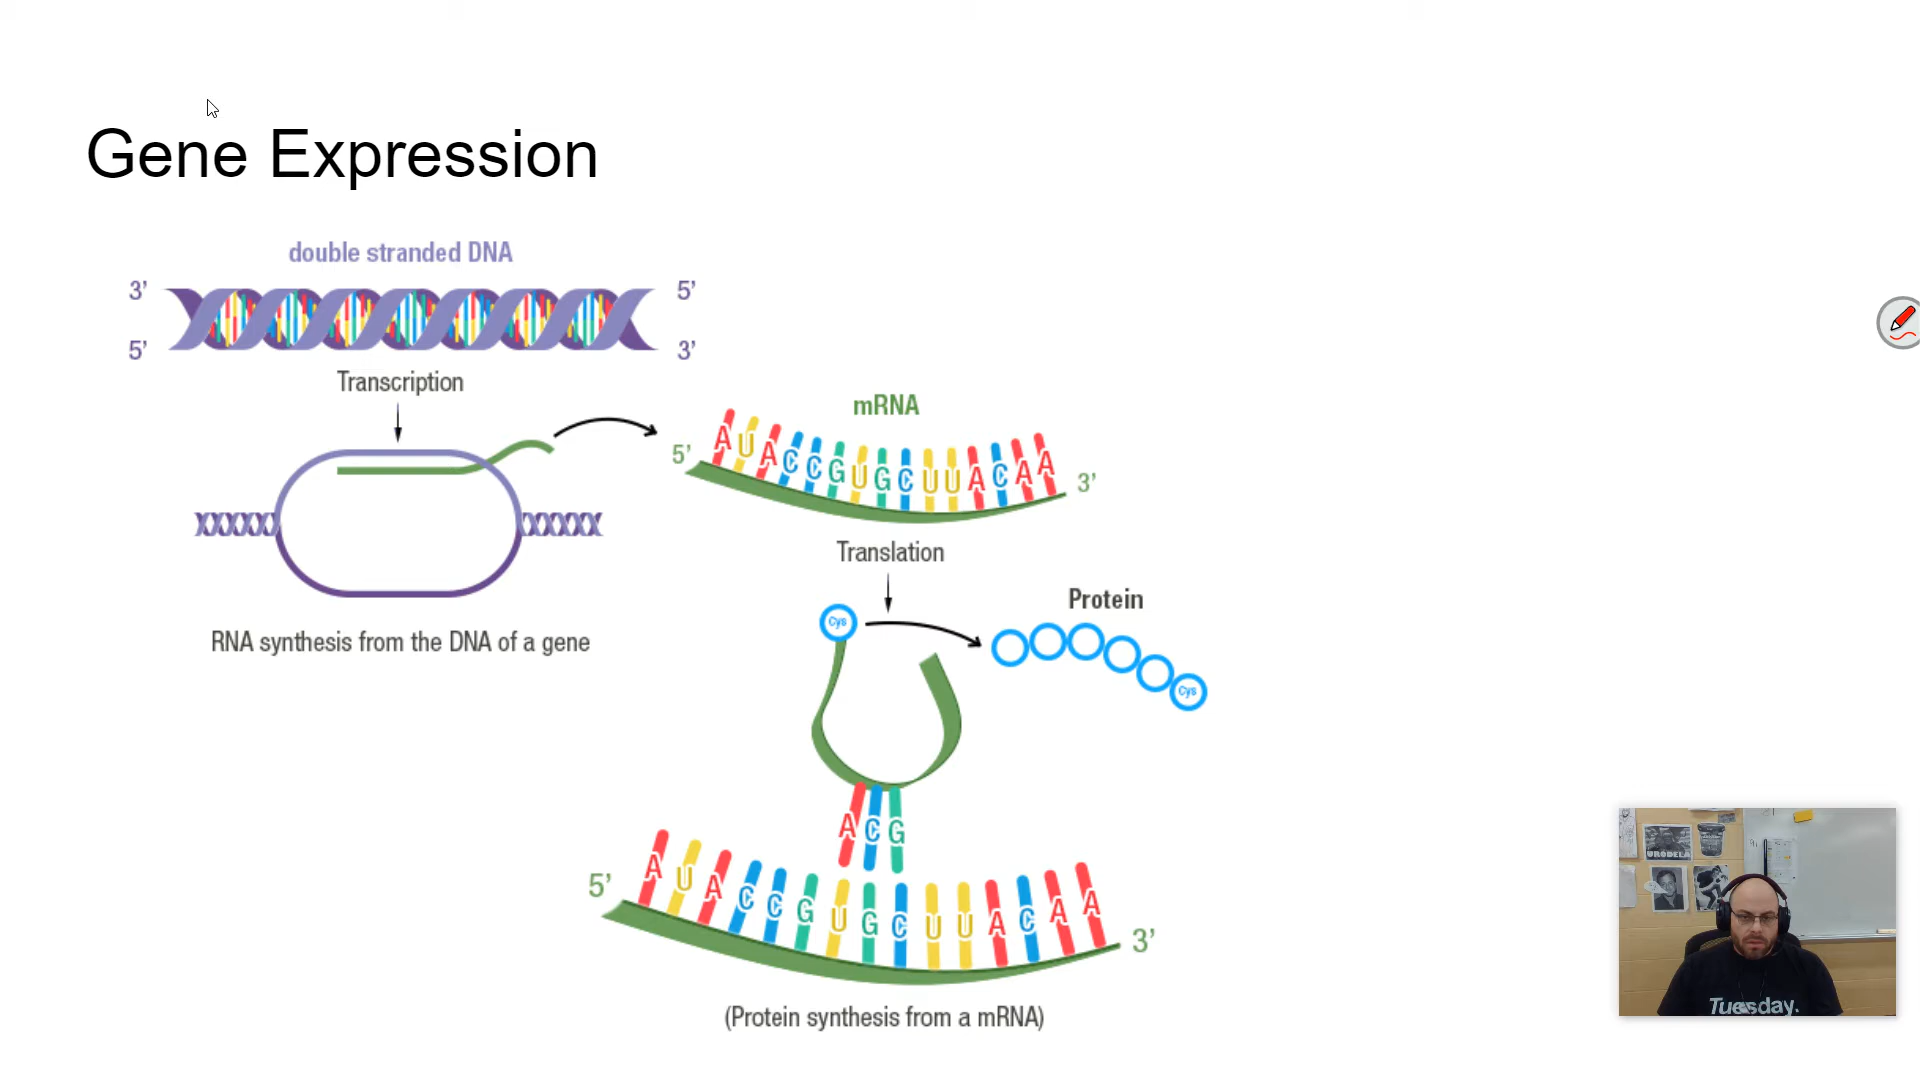 Gene Expression
double stranded DNA
3’ 5’
5’ 3’
Transcription
mRNA
5’ AUACCGUGCUUACAA 3’
Translation
Cys
Protein
Cys
RNA synthesis from the DNA of a gene
ACG
5’ AUACCGUGCUUACAA 3’
(Protein synthesis from a mRNA)
URODELA
Tuesday.